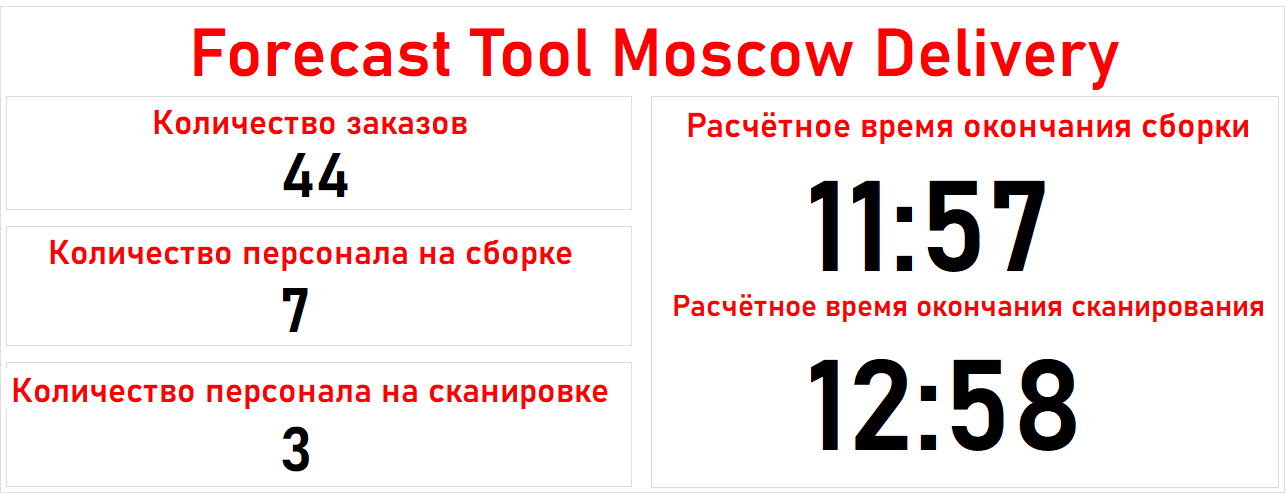 Forecast Tool Moscow Delivery
Количество заказов
44
Количество персонала на сборке
7
Количество персонала на сканировке
3
Расчётное время окончания сборки
11:57
Расчётное время окончания сканирования
12:58